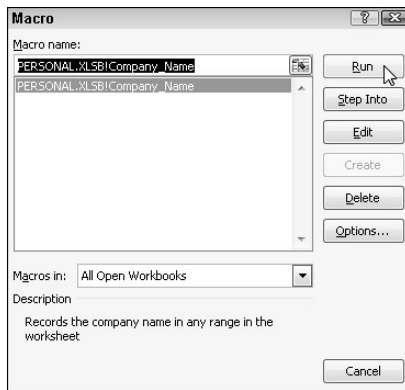 Macro
Macro name:
PERSONAL.XLSB!Company_Name
PERSONAL.XLSB!Company_Name
Run
Step Into
Edit
Create
Delete
Options...
Macros in: All Open Workbooks
Description
Records the company name in any range in the
worksheet
Cancel